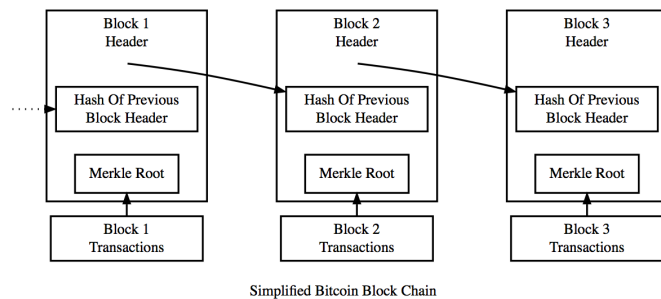 Block 1
Header
Hash Of Previous
Block Header
Merkle Root
Block 1
Transactions
Block 2
Header
Hash Of Previous
Block Header
Merkle Root
Block 2
Transactions
Block 3
Header
Hash Of Previous
Block Header
Merkle Root
Block 3
Transactions
Simplified Bitcoin Block Chain